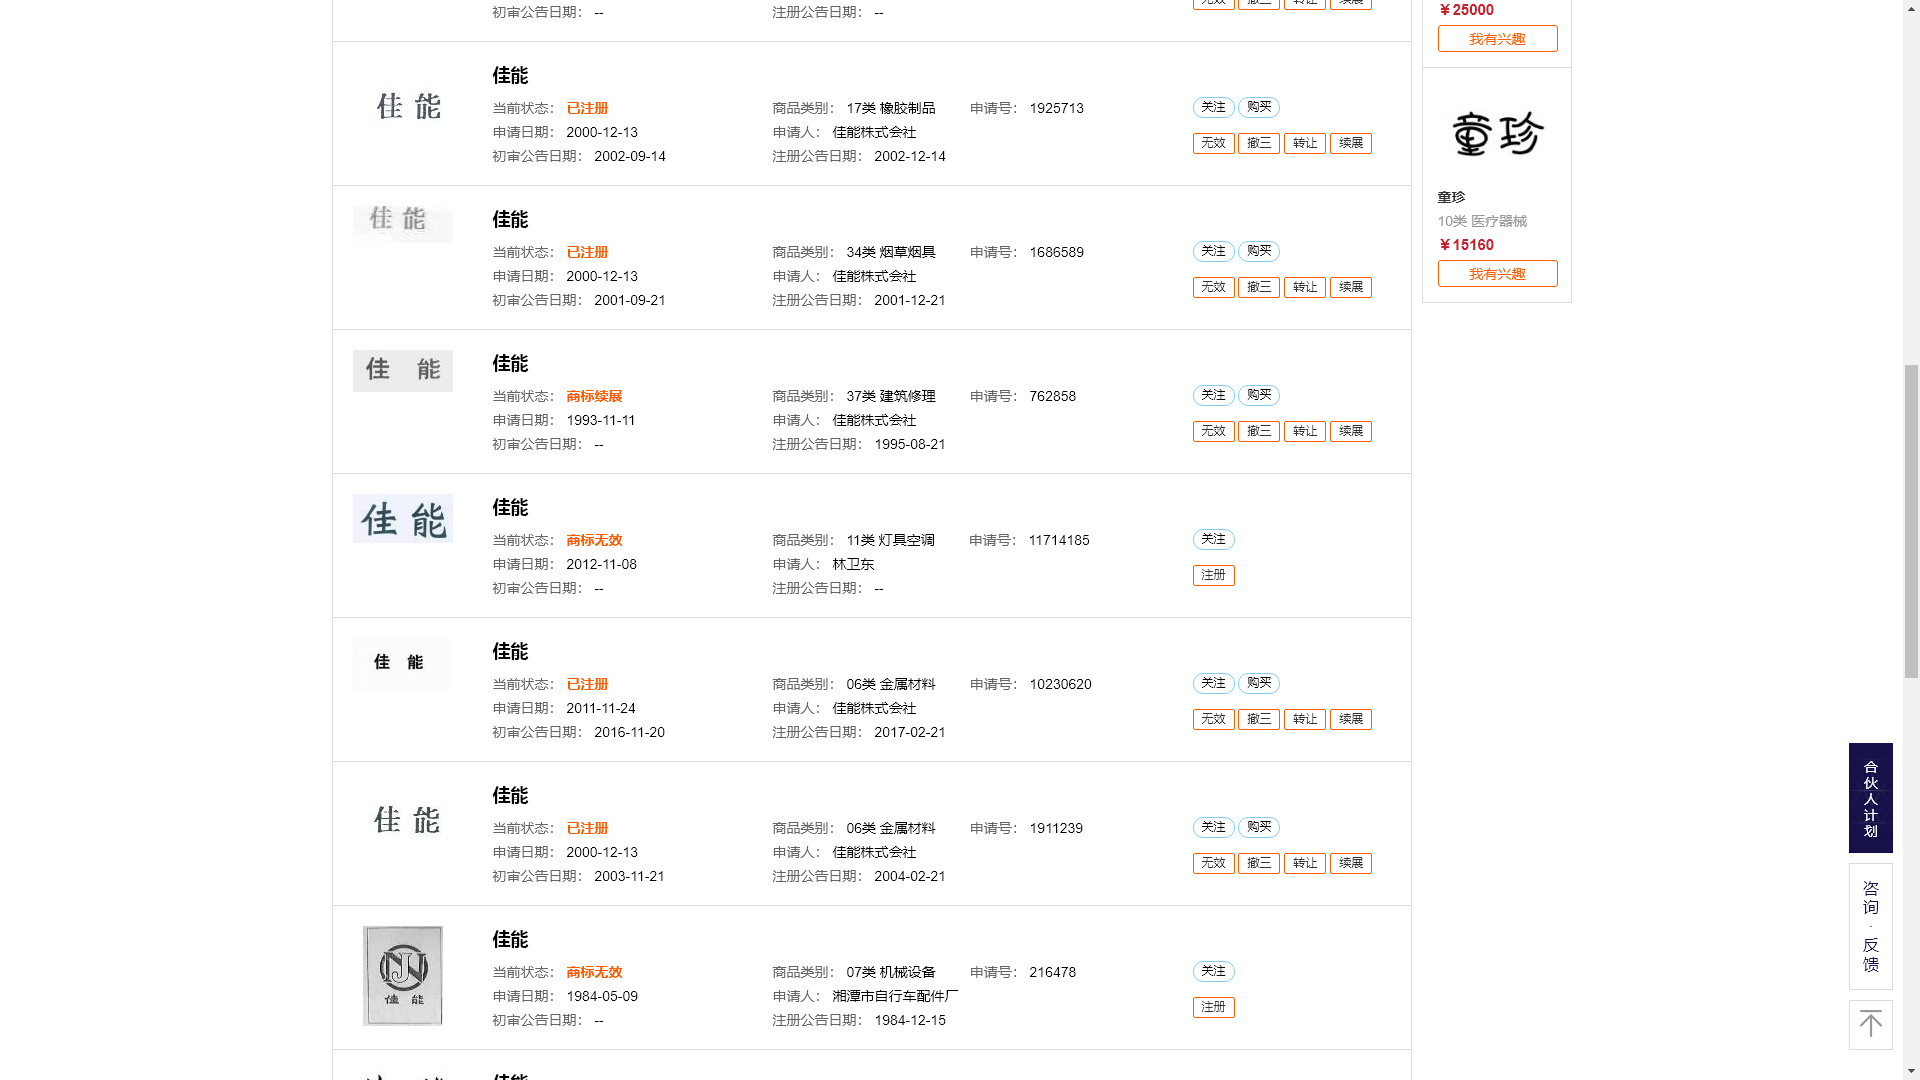 初审公告日期： --
注册公告日期： --
无效 撤三 转让 续展
佳 能
佳能
当前状态： 已注册
商品类别： 17类 橡胶制品
申请号： 1925713
关注 购买
申请日期： 2000-12-13
申请人： 佳能株式会社
无效 撤三 转让 续展
初审公告日期： 2002-09-14
注册公告日期： 2002-12-14
佳 能
佳能
当前状态： 已注册
商品类别： 34类 烟草烟具
申请号： 1686589
关注 购买
申请日期： 2000-12-13
申请人： 佳能株式会社
无效 撤三 转让 续展
初审公告日期： 2001-09-21
注册公告日期： 2001-12-21
佳 能
佳能
当前状态： 商标续展
商品类别： 37类 建筑修理
申请号： 762858
关注 购买
申请日期： 1993-11-11
申请人： 佳能株式会社
无效 撤三 转让 续展
初审公告日期： --
注册公告日期： 1995-08-21
佳 能
佳能
当前状态： 商标无效
商品类别： 11类 灯具空调
申请号： 11714185
关注
申请日期： 2012-11-08
申请人： 林卫东
注册
初审公告日期： --
注册公告日期： --
佳 能
佳能
当前状态： 已注册
商品类别： 06类 金属材料
申请号： 10230620
关注 购买
申请日期： 2011-11-24
申请人： 佳能株式会社
无效 撤三 转让 续展
初审公告日期： 2016-11-20
注册公告日期： 2017-02-21
佳 能
佳能
当前状态： 已注册
商品类别： 06类 金属材料
申请号： 1911239
关注 购买
申请日期： 2000-12-13
申请人： 佳能株式会社
无效 撤三 转让 续展
初审公告日期： 2003-11-21
注册公告日期： 2004-02-21
佳 能
佳能
当前状态： 商标无效
商品类别： 07类 机械设备
申请号： 216478
关注
申请日期： 1984-05-09
申请人： 湘潭市自行车配件厂
注册
初审公告日期： --
注册公告日期： 1984-12-15
佳能
￥25000
我有兴趣
童珍
童珍
10类 医疗器械
￥15160
我有兴趣
合伙人计划
咨询·反馈